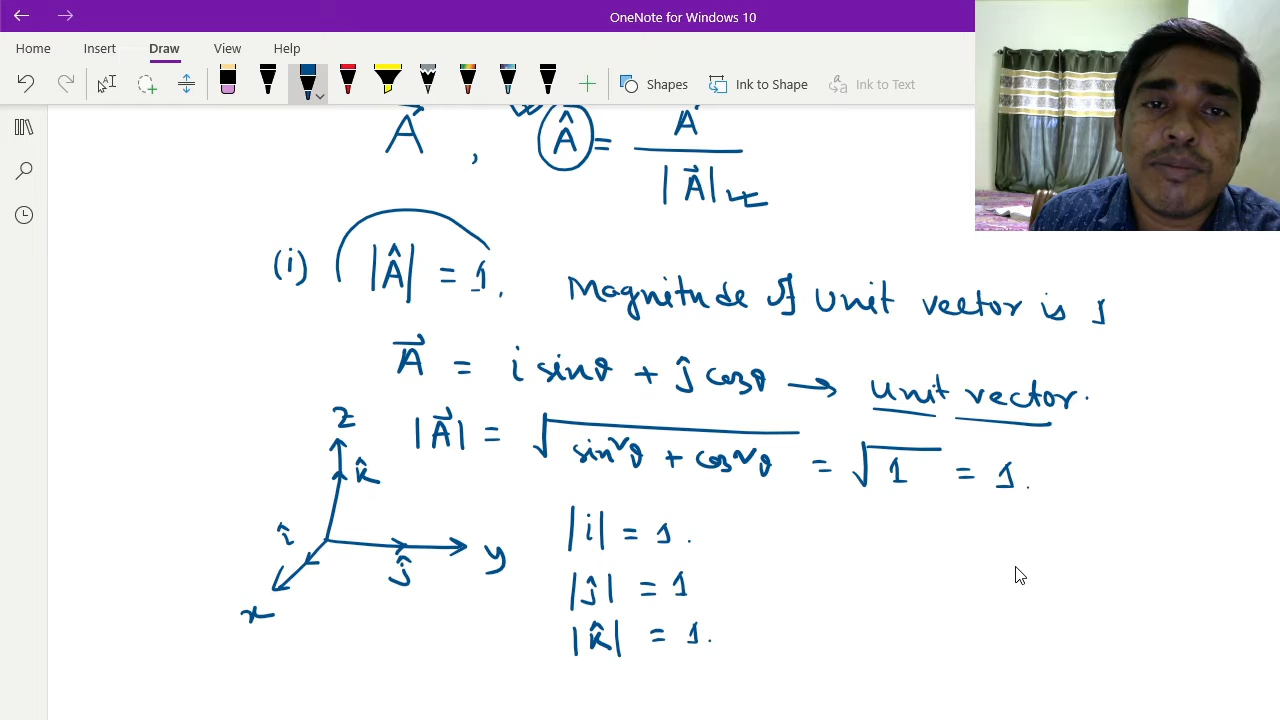 OneNote for Windows 10
Home Insert Draw View Help
Shapes Ink to Shape Ink to Text
A⃗ , Â = A⃗ / |A⃗|
(i) |Â| = 1. Magnitude of unit vector is 1
A⃗ = i sinθ + ĵ cosθ → unit vector.
|A⃗| = √(sin²θ + cos²θ) = √1 = 1.
z
k̂
î
ĵ
y
x
|i| = 1.
|ĵ| = 1
|k̂| = 1.